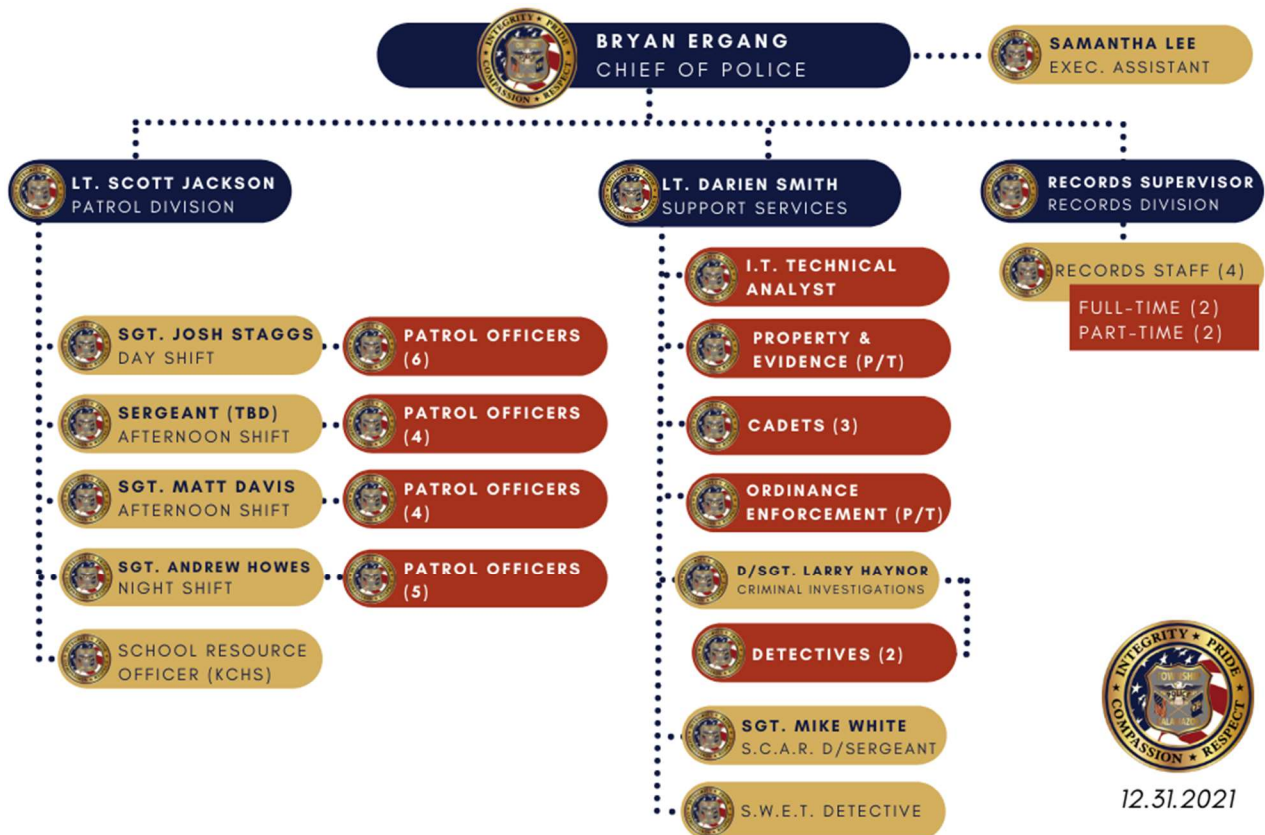 BRYAN ERGANG
CHIEF OF POLICE
SAMANTHA LEE
EXEC. ASSISTANT
LT. SCOTT JACKSON
PATROL DIVISION
LT. DARIEN SMITH
SUPPORT SERVICES
RECORDS SUPERVISOR
RECORDS DIVISION
SGT. JOSH STAGGS
DAY SHIFT
PATROL OFFICERS
(6)
SERGEANT (TBD)
AFTERNOON SHIFT
PATROL OFFICERS
(4)
SGT. MATT DAVIS
AFTERNOON SHIFT
PATROL OFFICERS
(4)
SGT. ANDREW HOWES
NIGHT SHIFT
PATROL OFFICERS
(5)
SCHOOL RESOURCE
OFFICER (KCHS)
I.T. TECHNICAL
ANALYST
PROPERTY &
EVIDENCE (P/T)
CADETS (3)
ORDINANCE
ENFORCEMENT (P/T)
D/SGT. LARRY HAYNOR
CRIMINAL INVESTIGATIONS
DETECTIVES (2)
SGT. MIKE WHITE
S.C.A.R. D/SERGEANT
S.W.E.T. DETECTIVE
RECORDS STAFF (4)
FULL-TIME (2)
PART-TIME (2)
INTEGRITY ★ PRIDE
COMPASSION ★ RESPECT
TOWNSHIP
12.31.2021